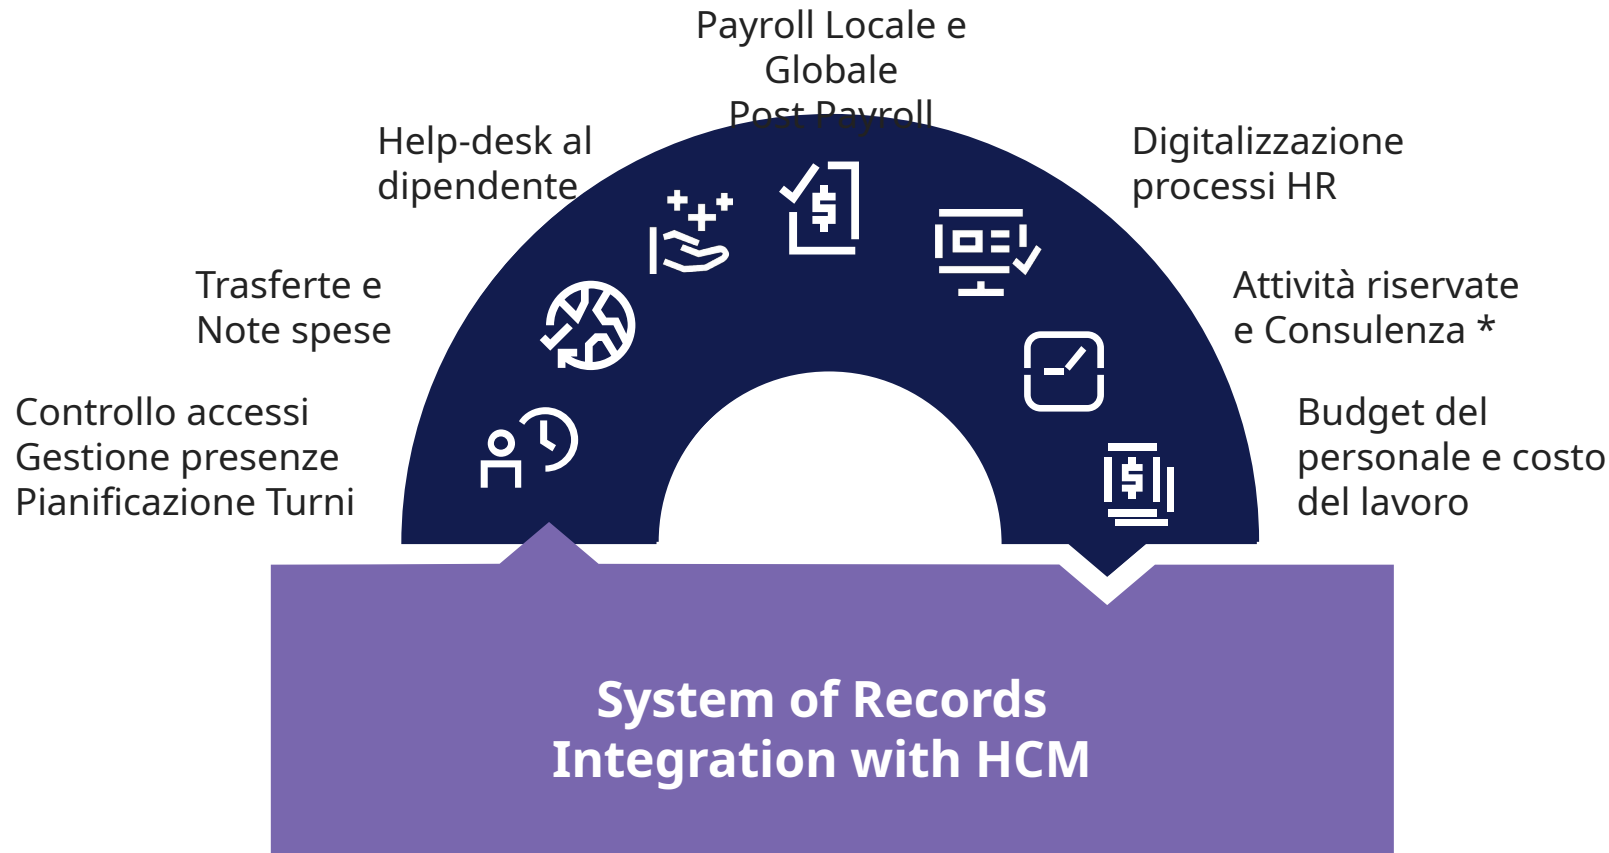 Payroll Locale e
Globale
Post Payroll
Help-desk al
dipendente
Digitalizzazione
processi HR
Trasferte e
Note spese
Attività riservate
e Consulenza *
Controllo accessi
Gestione presenze
Pianificazione Turni
Budget del
personale e costo
del lavoro
System of Records
Integration with HCM